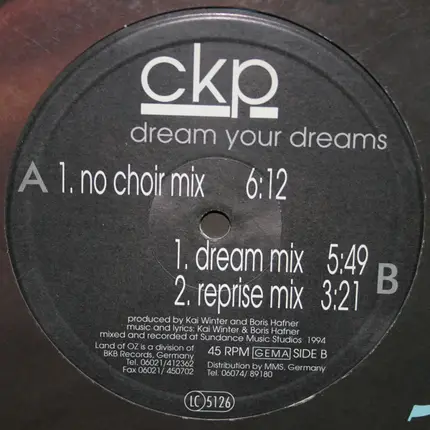 ckp
dream your dreams
A 1. no choir mix 6:12
1. dream mix 5:49
B
2. reprise mix 3:21
produced by Kai Winter and Boris Hafner
music and lyrics: Kai Winter & Boris Hafner
mixed and recorded at Sundance Music Studios 1994
Land of OZ is a division of
BKB Records, Germany
Tel. 06021/412362
Fax 06021/ 450702
45 RPM GEMA SIDE B
Distribution by MMS, Germany
Tel. 06074/ 89180
LC 5126